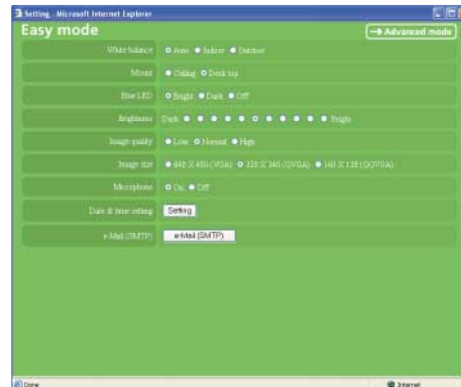 Setting - Microsoft Internet Explorer
Easy mode
Advanced mode
White balance Auto Indoor Outdoor
Mount Ceiling Desk top
Blue LED Bright Dark Off
Brightness Dark Bright
Image quality Low Normal High
Image size 640 X 480 (VGA) 320 X 240 (QVGA) 160 X 120 (QQVGA)
Microphone On Off
Date & time setting Setting
e-Mail (SMTP) e-Mail (SMTP)
Done Internet